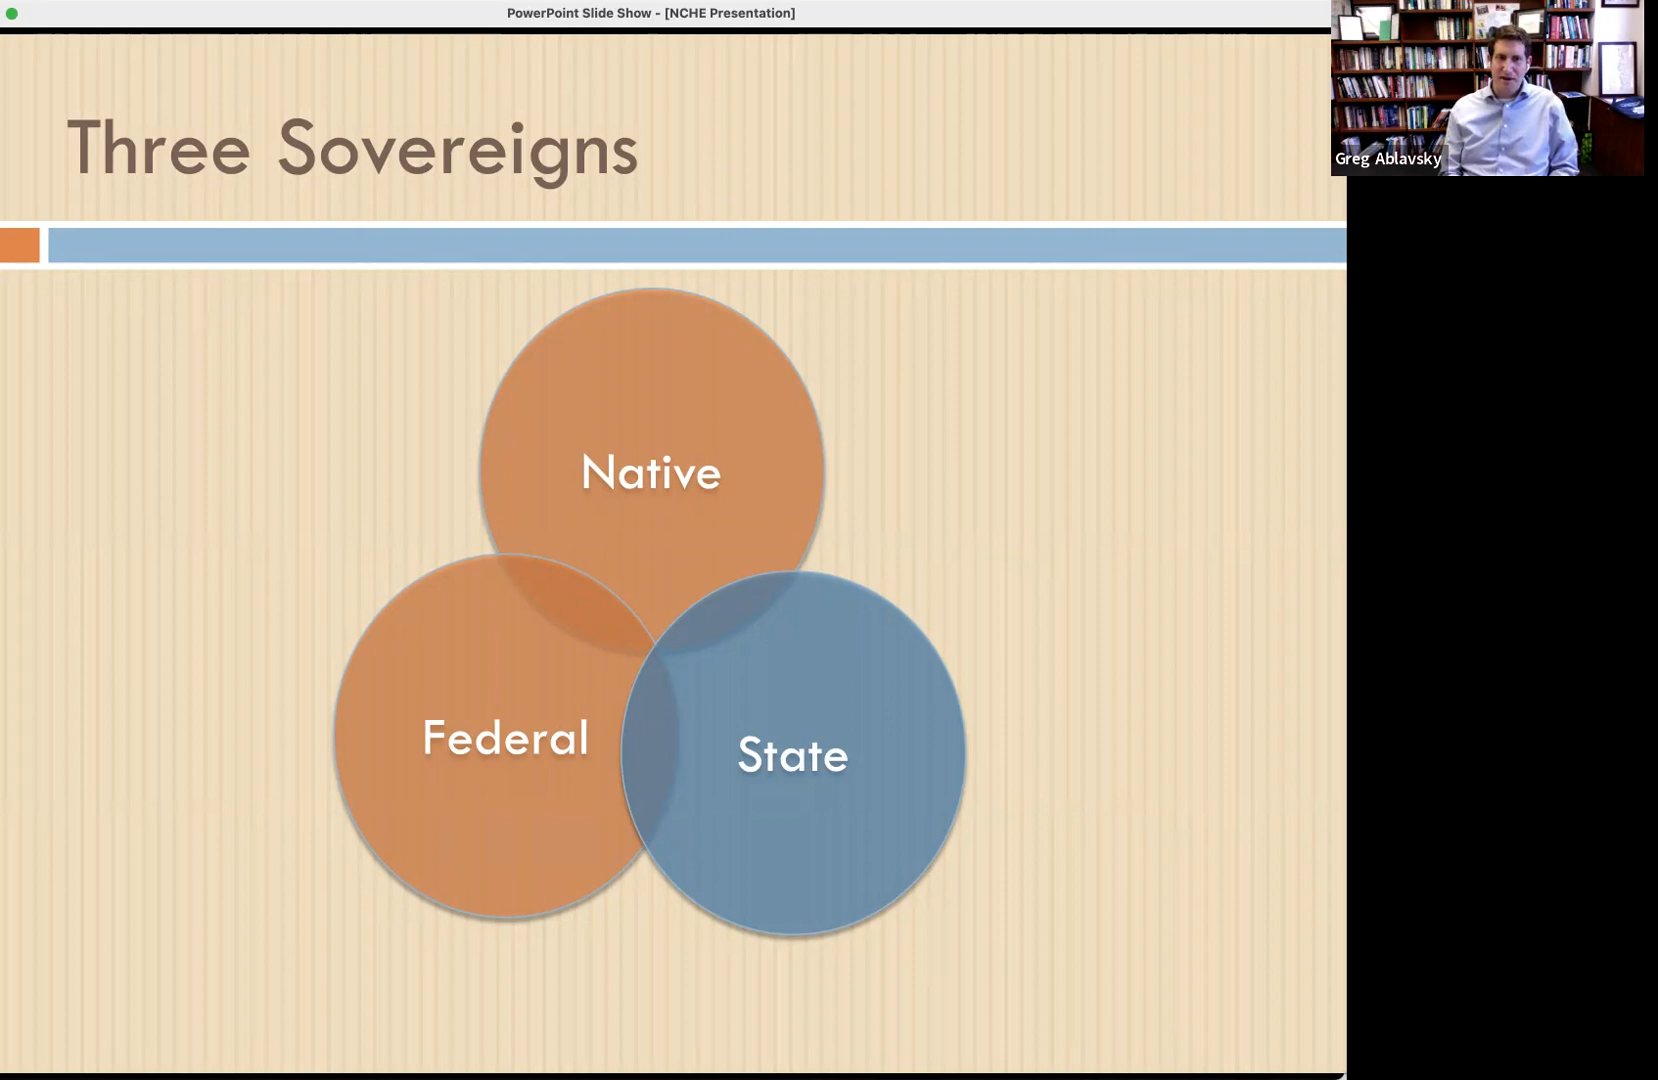 PowerPoint Slide Show - [NCHE Presentation]
Greg Ablavsky
Three Sovereigns
Native
Federal
State